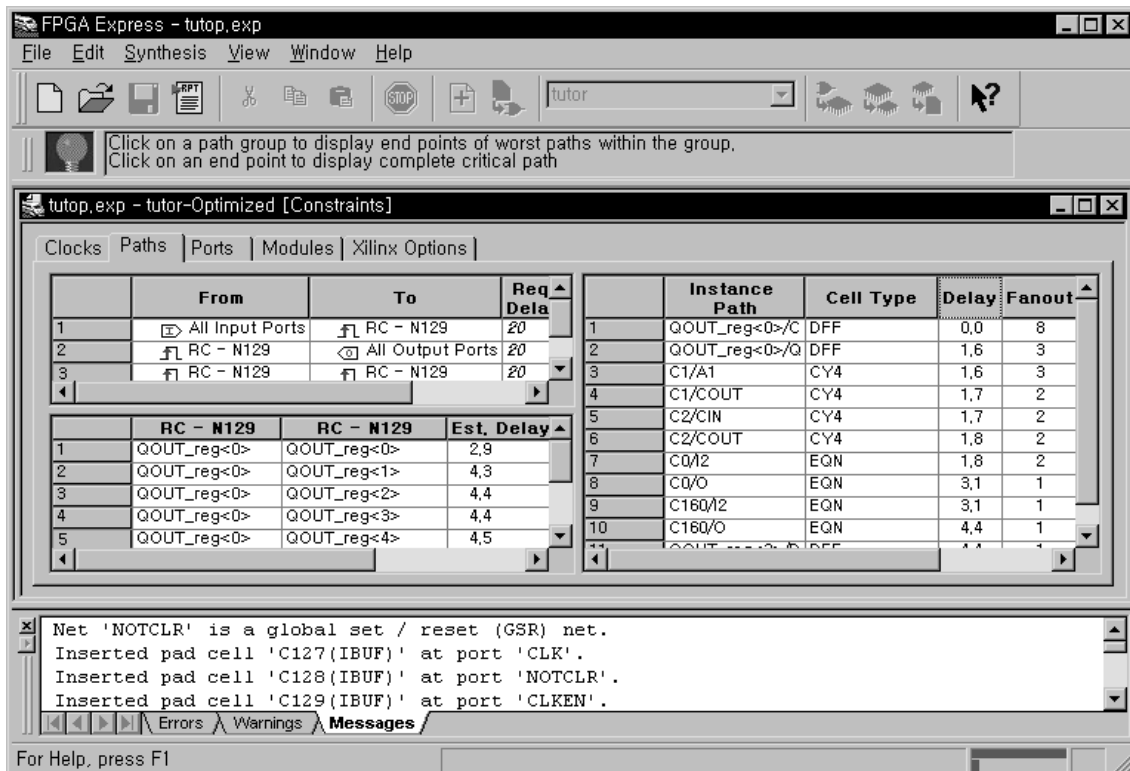 FPGA Express - tutop,exp
File Edit Synthesis View Window Help
RPT STOP tutor
Click on a path group to display end points of worst paths within the group,
Click on an end point to display complete critical path
tutop,exp - tutor-Optimized [Constraints]
Clocks Paths Ports Modules Xilinx Options
From To Req Dela
1 All Input Ports RC - N129 20
2 RC - N129 All Output Ports 20
3 RC - N129 RC - N129 20
RC - N129 RC - N129 Est, Delay
1 QOUT_reg<0> QOUT_reg<0> 2,9
2 QOUT_reg<0> QOUT_reg<1> 4,3
3 QOUT_reg<0> QOUT_reg<2> 4,4
4 QOUT_reg<0> QOUT_reg<3> 4,4
5 QOUT_reg<0> QOUT_reg<4> 4,5
Instance Path Cell Type Delay Fanout
1 QOUT_reg<0>/C DFF 0,0 8
2 QOUT_reg<0>/Q DFF 1,6 3
3 C1/A1 CY4 1,6 3
4 C1/COUT CY4 1,7 2
5 C2/CIN CY4 1,7 2
6 C2/COUT CY4 1,8 2
7 C0/I2 EQN 1,8 2
8 C0/O EQN 3,1 1
9 C160/I2 EQN 3,1 1
10 C160/O EQN 4,4 1
Net 'NOTCLR' is a global set / reset (GSR) net.
Inserted pad cell 'C127(IBUF)' at port 'CLK'.
Inserted pad cell 'C128(IBUF)' at port 'NOTCLR'.
Inserted pad cell 'C129(IBUF)' at port 'CLKEN'.
Errors Warnings Messages
For Help, press F1